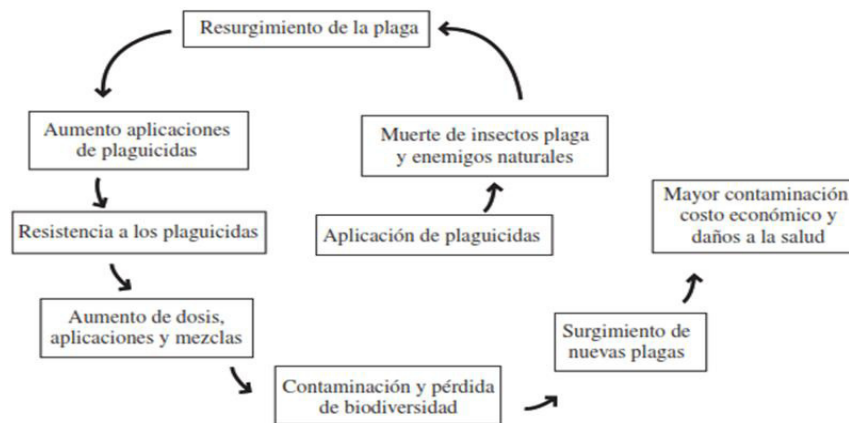 Resurgimiento de la plaga
Aumento aplicaciones
de plaguicidas
Muerte de insectos plaga
y enemigos naturales
Mayor contaminación,
costo económico y
daños a la salud
Resistencia a los plaguicidas
Aplicación de plaguicidas
Aumento de dosis,
aplicaciones y mezclas
Surgimiento de
nuevas plagas
Contaminación y pérdida
de biodiversidad